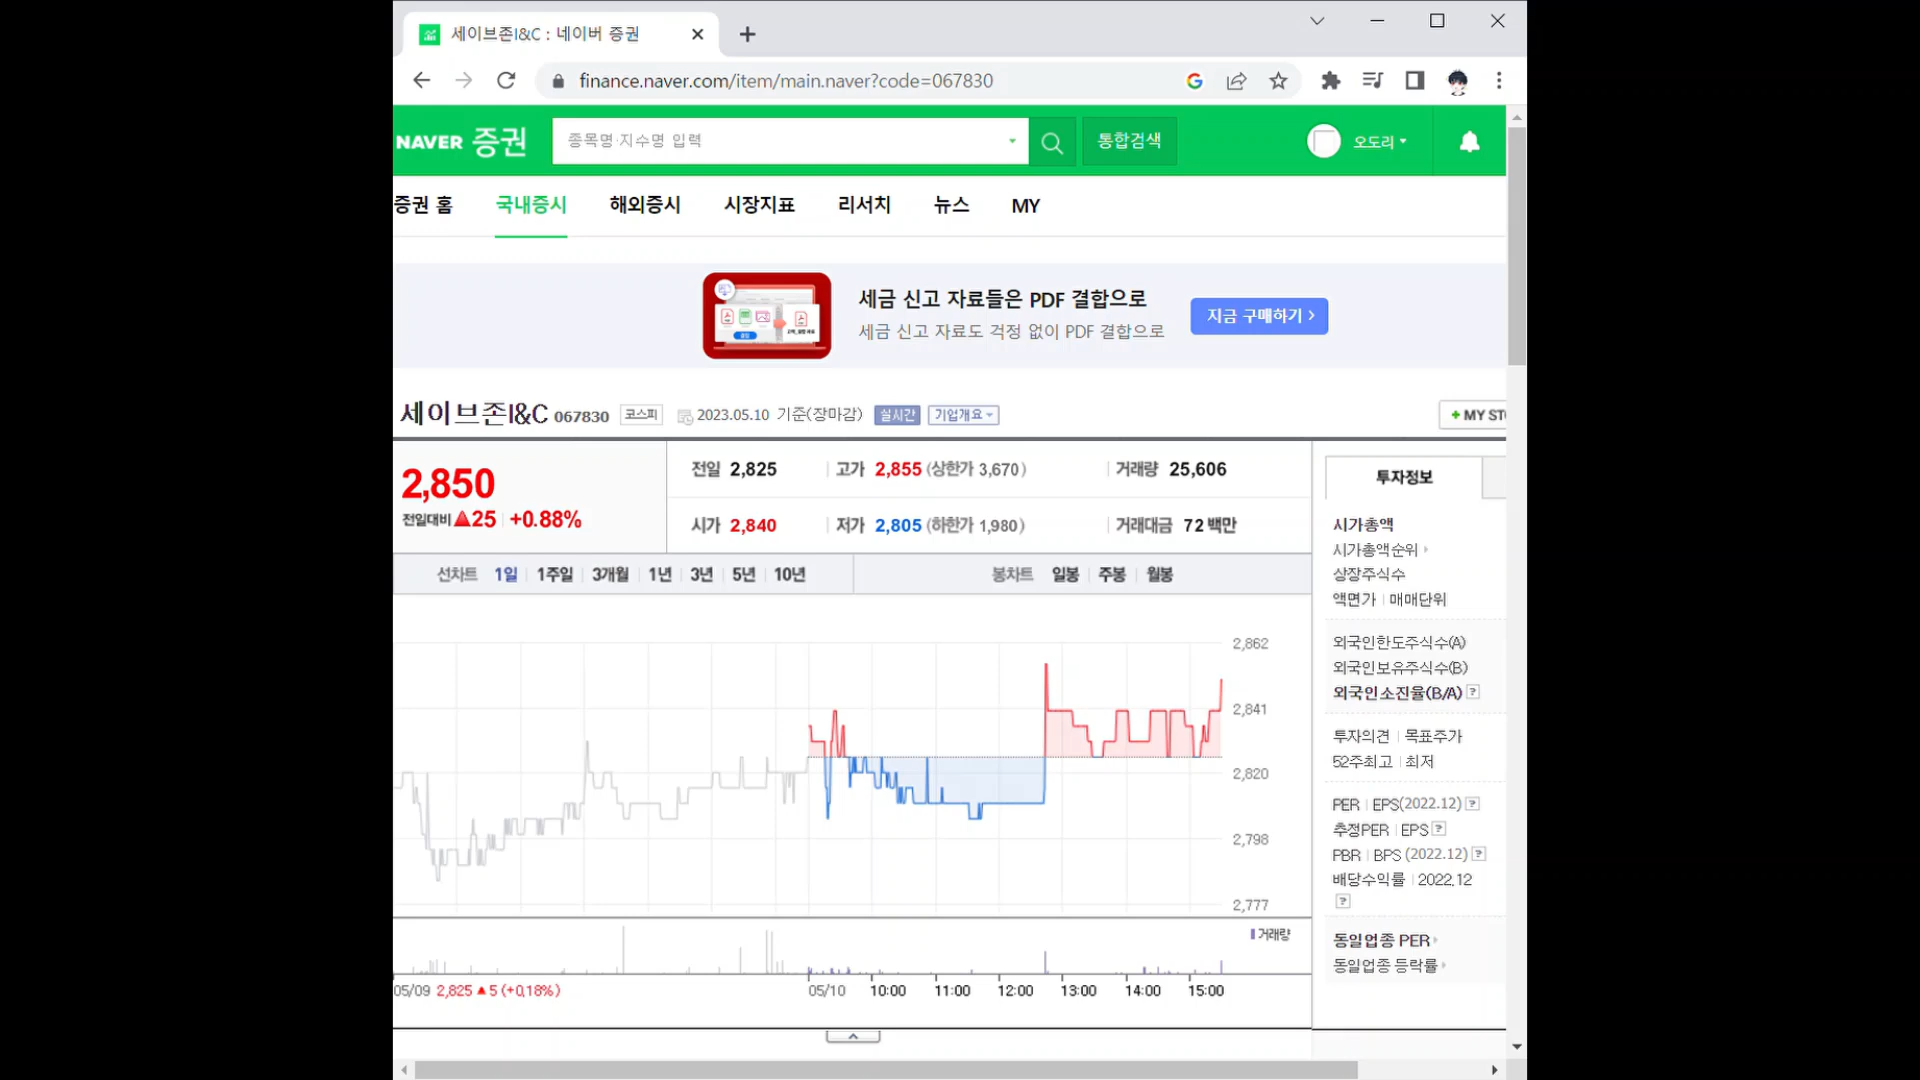 세이브존I&C : 네이버 증권
finance.naver.com/item/main.naver?code=067830
NAVER 증권
종목명·지수명 입력
통합검색
오도리
증권 홈
국내증시
해외증시
시장지표
리서치
뉴스
MY
세금 신고 자료들은 PDF 결합으로
세금 신고 자료도 걱정 없이 PDF 결합으로
지금 구매하기 >
세이브존I&C 067830 코스피 2023.05.10 기준(장마감) 실시간 기업개요
+ MY STO
2,850
전일대비 ▲25 +0.88%
전일 2,825 고가 2,855 (상한가 3,670) 거래량 25,606
시가 2,840 저가 2,805 (하한가 1,980) 거래대금 72 백만
선차트 1일 1주일 3개월 1년 3년 5년 10년
봉차트 일봉 주봉 월봉
2,862
2,841
2,820
2,798
2,777
거래량
05/09 2,825 ▲5 (+0.18%)
05/10 10:00 11:00 12:00 13:00 14:00 15:00
투자정보
시가총액
시가총액순위
상장주식수
액면가 | 매매단위
외국인한도주식수(A)
외국인보유주식수(B)
외국인소진율(B/A) ?
투자의견 | 목표주가
52주최고 | 최저
PER | EPS(2022.12) ?
추정PER | EPS ?
PBR | BPS (2022.12) ?
배당수익률 | 2022.12
?
동일업종 PER
동일업종 등락률